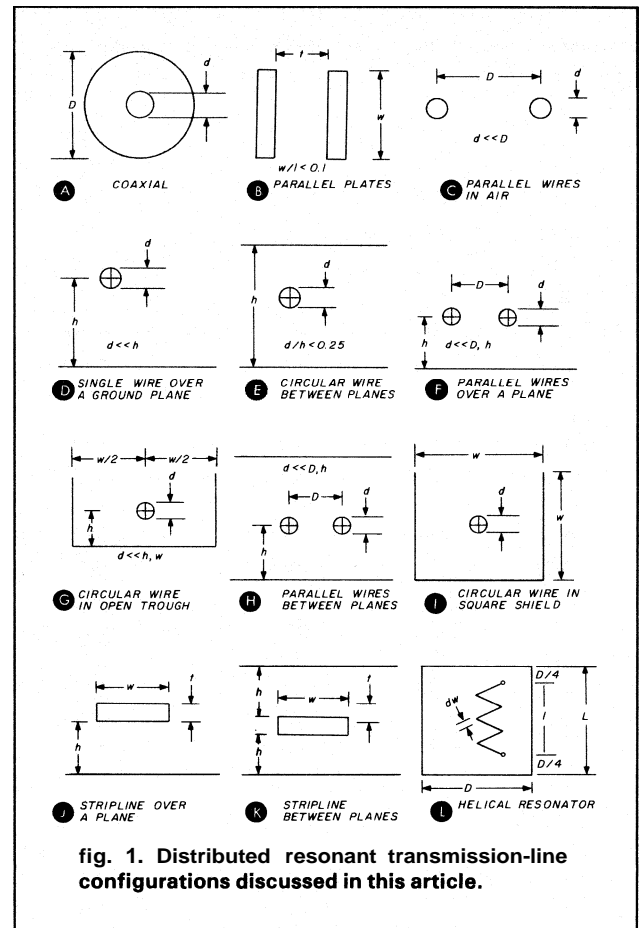 d
D
A COAXIAL
t
w
w/l < 0.1
B PARALLEL PLATES
D
d
d<<D
C PARALLEL WIRES
IN AIR
d
h
d<<h
D SINGLE WIRE OVER
A GROUND PLANE
h
d
d/h < 0.25
E CIRCULAR WIRE
BETWEEN PLANES
D
d
h
d<<D, h
F PARALLEL WIRES
OVER A PLANE
w/2 w/2
d
h
d<<h, w
G CIRCULAR WIRE
IN OPEN TROUGH
d<<D, h
D
d
h
H PARALLEL WIRES
BETWEEN PLANES
w
d
w
I CIRCULAR WIRE IN
SQUARE SHIELD
w
t
h
J STRIPLINE OVER
A PLANE
h
w
t
h
K STRIPLINE
BETWEEN PLANES
D/4
dw
l
L
D/4
D
L HELICAL RESONATOR
fig. 1. Distributed resonant transmission-line
configurations discussed in this article.